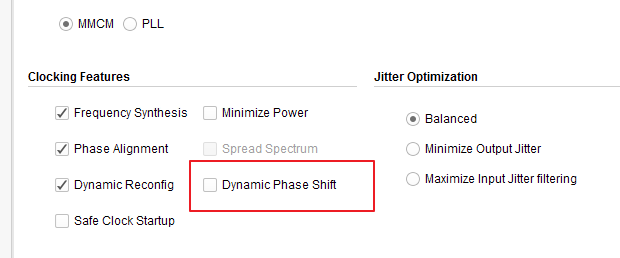 MMCM PLL
Clocking Features
Jitter Optimization
Frequency Synthesis Minimize Power
Phase Alignment Spread Spectrum
Dynamic Reconfig Dynamic Phase Shift
Safe Clock Startup
Balanced
Minimize Output Jitter
Maximize Input Jitter filtering